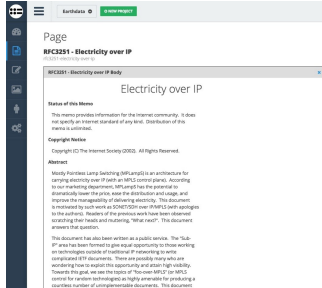 Earthdata
NEW PROJECT
Page
RFC3251 - Electricity over IP
rfc3251-electricity-over-ip
RFC3251 - Electricity over IP Body
Electricity over IP
Status of this Memo
This memo provides information for the Internet community. It does
not specify an Internet standard of any kind. Distribution of this
memo is unlimited.
Copyright Notice
Copyright (C) The Internet Society (2002). All Rights Reserved.
Abstract
Mostly Pointless Lamp Switching (MPLampS) is an architecture for
carrying electricity over IP (with an MPLS control plane). According
to our marketing department, MPLampS has the potential to
dramatically lower the price, ease the distribution and usage, and
improve the manageability of delivering electricity. This document
is motivated by such work as SONET/SDH over IP/MPLS (with apologies
to the authors). Readers of the previous work have been observed
scratching their heads and muttering, "What next?". This document
answers that question.
This document has also been written as a public service. The "Sub-
IP" area has been formed to give equal opportunity to those working
on technologies outside of traditional IP networking to write
complicated IETF documents. There are possibly many who are
wondering how to exploit this opportunity and attain high visibility.
Towards this goal, we see the topics of "foo-over-MPLS" (or MPLS
control for random technologies) as highly amenable for producing a
countless number of unimplementable documents. This document